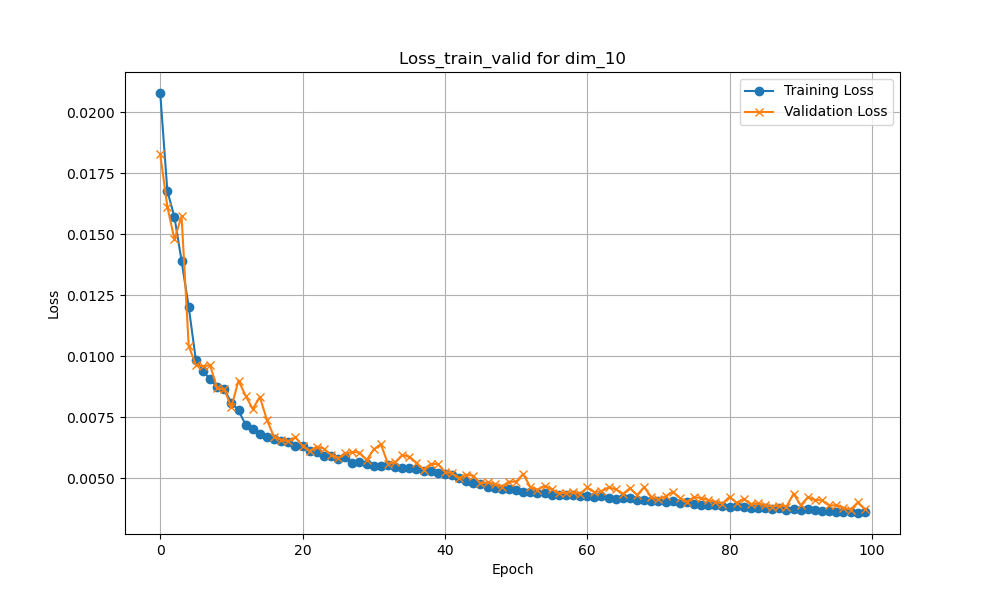 Loss_train_valid for dim_10
Training Loss
Validation Loss
0.0200
0.0175
0.0150
0.0125
0.0100
0.0075
0.0050
Loss
0
20
40
60
80
100
Epoch